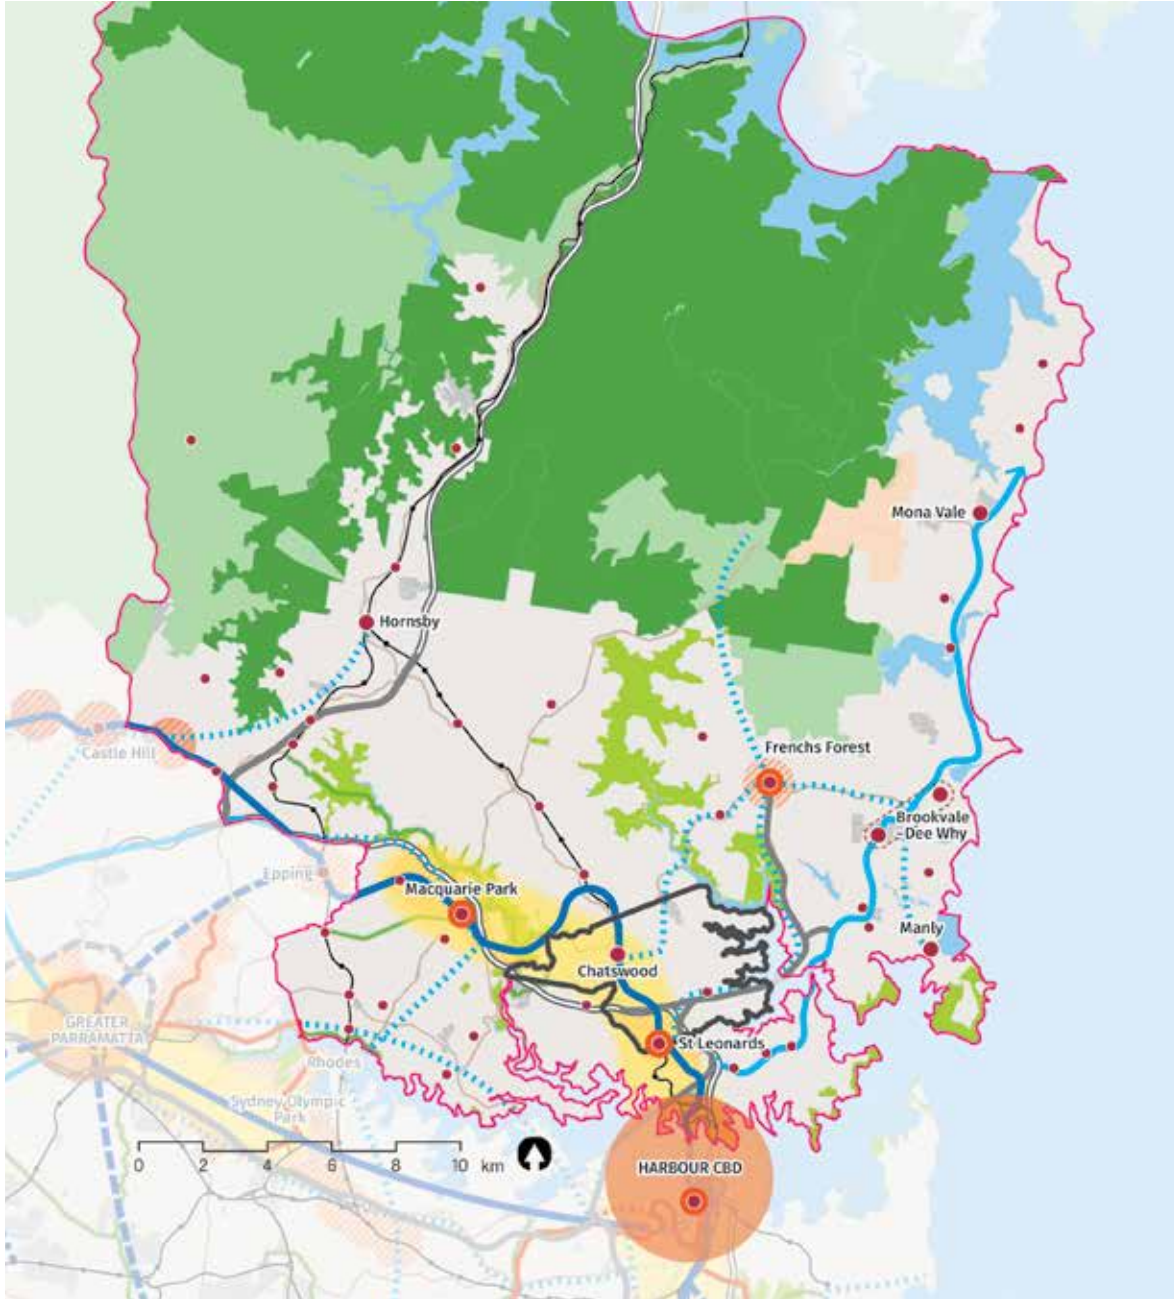 Mona Vale
Hornsby
Castle Hill
Frenchs Forest
Brookvale
-Dee Why
Epping
Macquarie Park
Manly
Chatswood
GREATER
PARRAMATTA
St Leonards
Rhodes
Sydney Olympic
Park
0 2 4 6 8 10 km
HARBOUR CBD